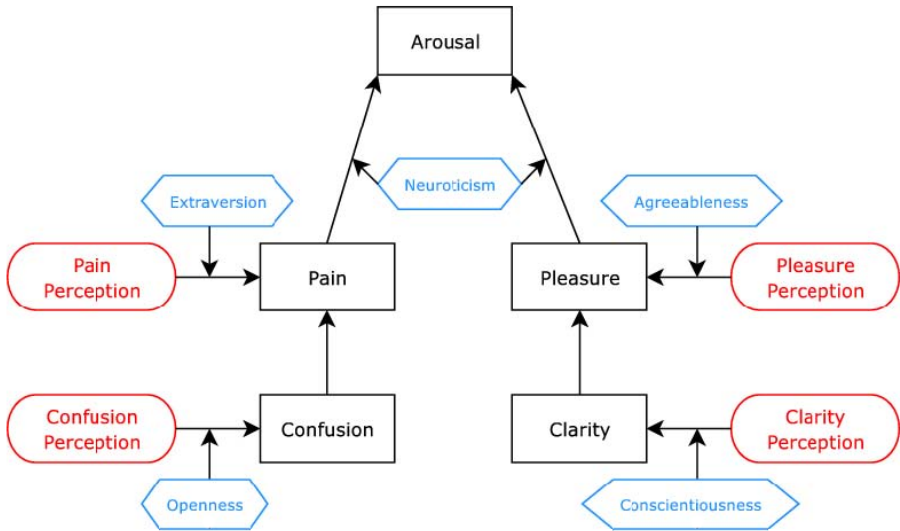 Arousal
Neuroticism
Extraversion
Agreeableness
Pain
Perception
Pain
Pleasure
Pleasure
Perception
Confusion
Perception
Confusion
Clarity
Clarity
Perception
Openness
Conscientiousness